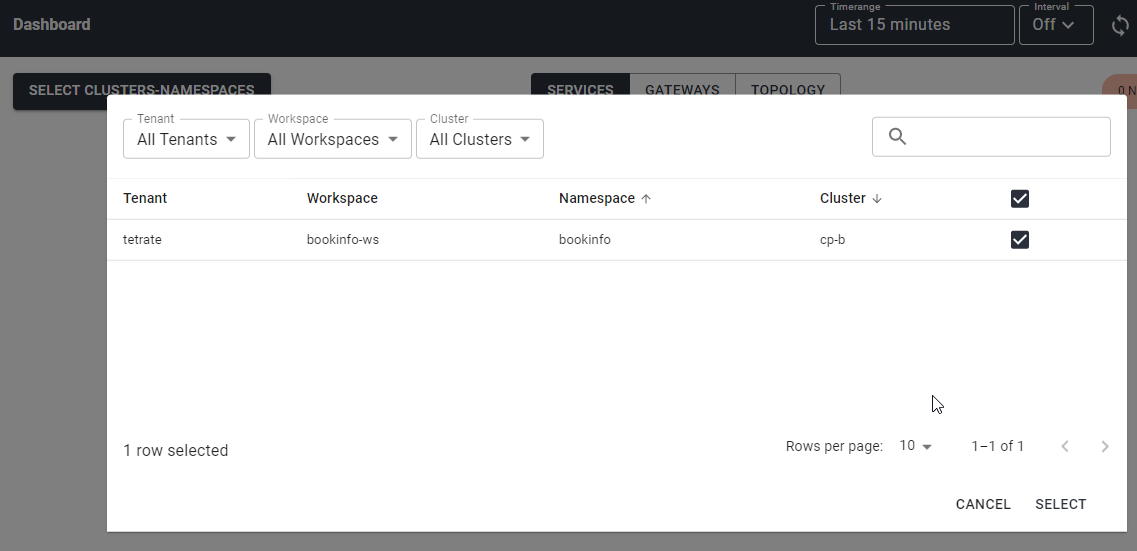 Dashboard
Timerange
Last 15 minutes
Interval
Off
SELECT CLUSTERS-NAMESPACES
SERVICES
GATEWAYS
TOPOLOGY
0 N
Tenant
All Tenants
Workspace
All Workspaces
Cluster
All Clusters
Tenant Workspace Namespace Cluster
tetrate bookinfo-ws bookinfo cp-b
1 row selected
Rows per page: 10 1–1 of 1
CANCEL SELECT